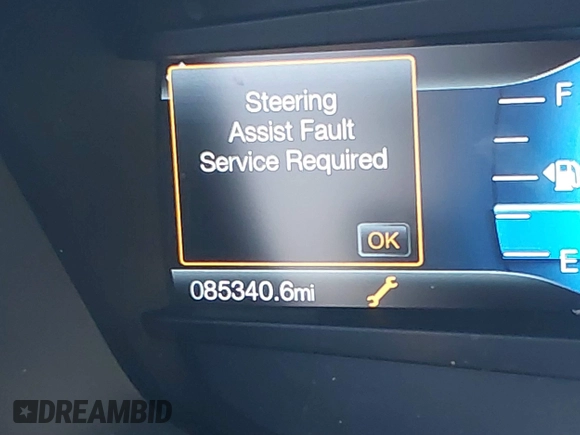 Steering
Assist Fault
Service Required
OK
F
E
085340.6mi
DREAMBID